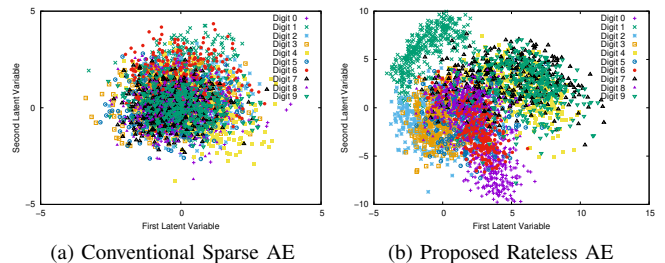 5
0
-5
-5
0
5
Second Latent Variable
First Latent Variable
Digit 0
Digit 1
Digit 2
Digit 3
Digit 4
Digit 5
Digit 6
Digit 7
Digit 8
Digit 9
(a) Conventional Sparse AE
10
5
0
-5
-10
-5
0
5
10
15
Second Latent Variable
First Latent Variable
Digit 0
Digit 1
Digit 2
Digit 3
Digit 4
Digit 5
Digit 6
Digit 7
Digit 8
Digit 9
(b) Proposed Rateless AE